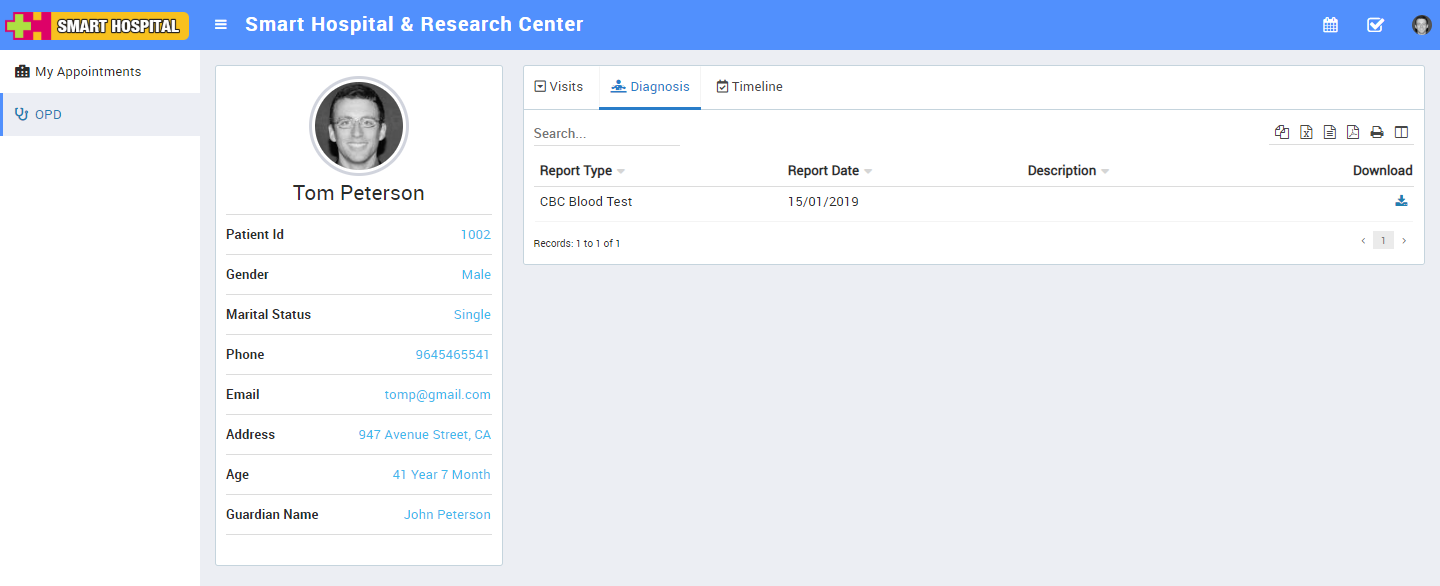 SMART HOSPITAL
Smart Hospital & Research Center
My Appointments
OPD
Tom Peterson
Patient Id 1002
Gender Male
Marital Status Single
Phone 9645465541
Email tomp@gmail.com
Address 947 Avenue Street, CA
Age 41 Year 7 Month
Guardian Name John Peterson
Visits Diagnosis Timeline
Search...
Report Type Report Date Description Download
CBC Blood Test 15/01/2019
Records: 1 to 1 of 1
‹ 1 ›